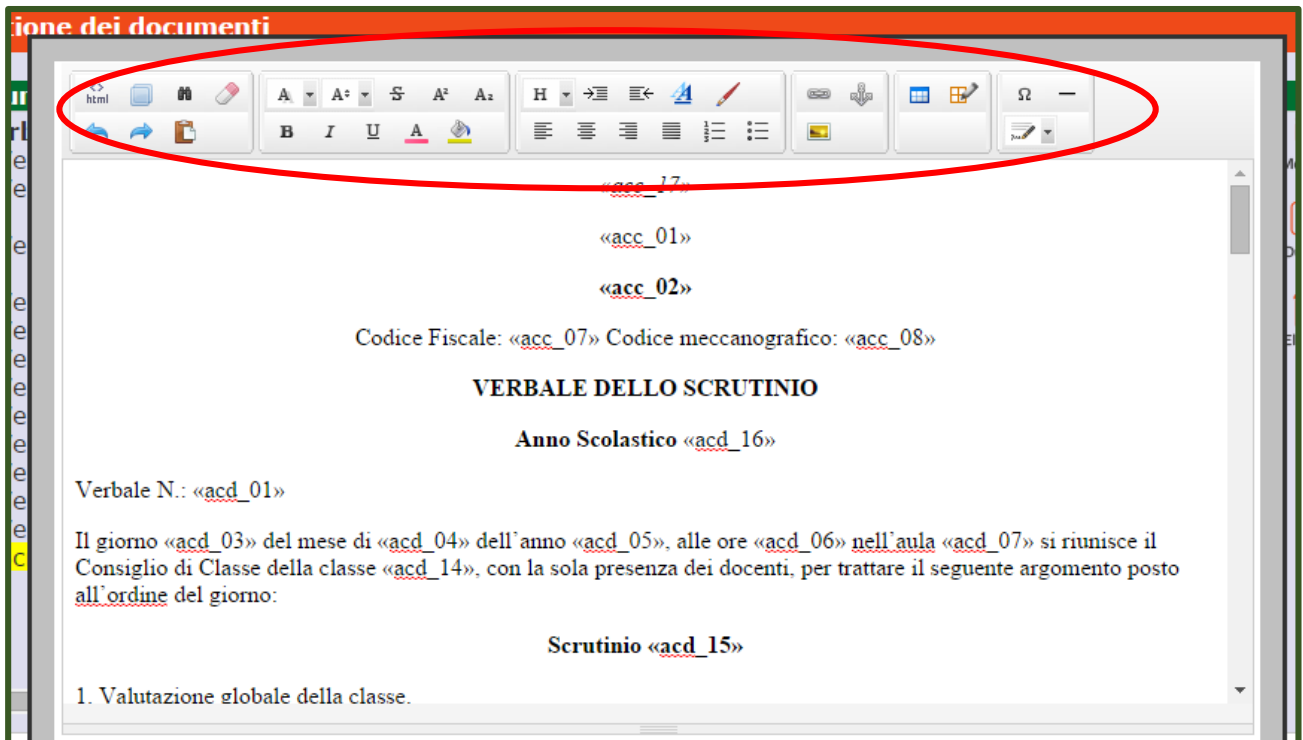 ione dei documenti
html
A A S A² A₂ H A Ω
B I U A
«acc_17»
«acc_01»
«acc_02»
Codice Fiscale: «acc_07» Codice meccanografico: «acc_08»
VERBALE DELLO SCRUTINIO
Anno Scolastico «acd_16»
Verbale N.: «acd_01»
Il giorno «acd_03» del mese di «acd_04» dell’anno «acd_05», alle ore «acd_06» nell’aula «acd_07» si riunisce il
Consiglio di Classe della classe «acd_14», con la sola presenza dei docenti, per trattare il seguente argomento posto
all’ordine del giorno:
Scrutinio «acd_15»
1. Valutazione globale della classe.